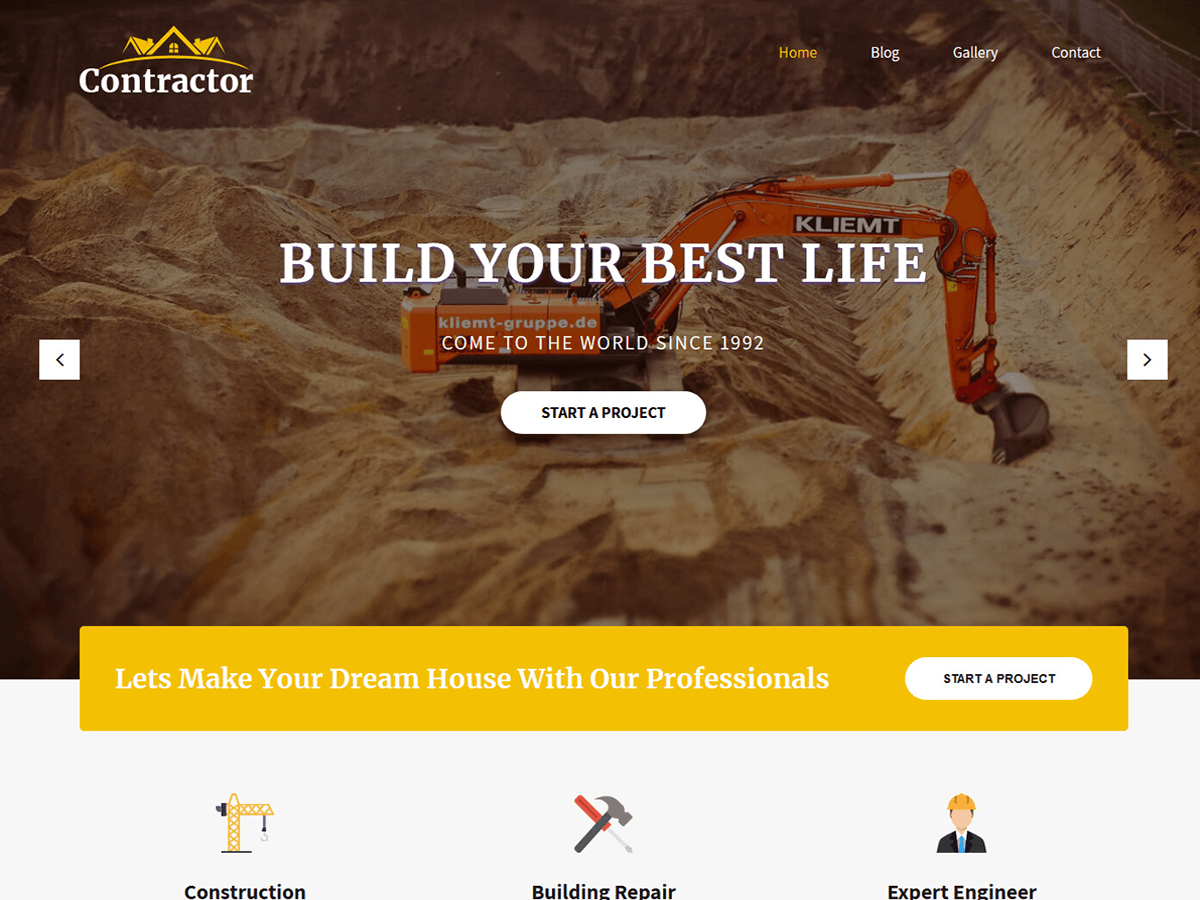 Contractor
Home Blog Gallery Contact
KLIEMT
BUILD YOUR BEST LIFE
kliemt-gruppe.de
COME TO THE WORLD SINCE 1992
START A PROJECT
Lets Make Your Dream House With Our Professionals
START A PROJECT
Construction Building Repair Expert Engineer